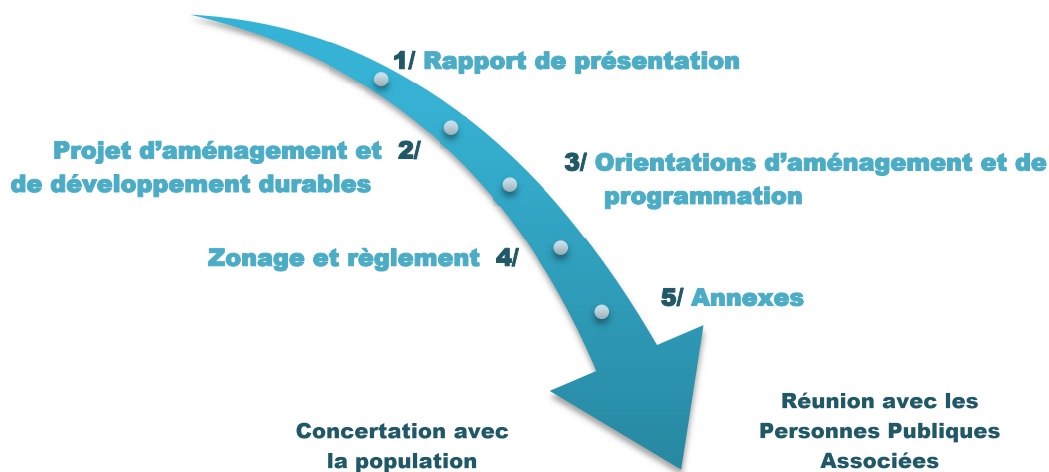 1/ Rapport de présentation
Projet d’aménagement et 2/
de développement durables
3/ Orientations d’aménagement et de
programmation
Zonage et règlement 4/
5/ Annexes
Concertation avec
la population
Réunion avec les
Personnes Publiques
Associées